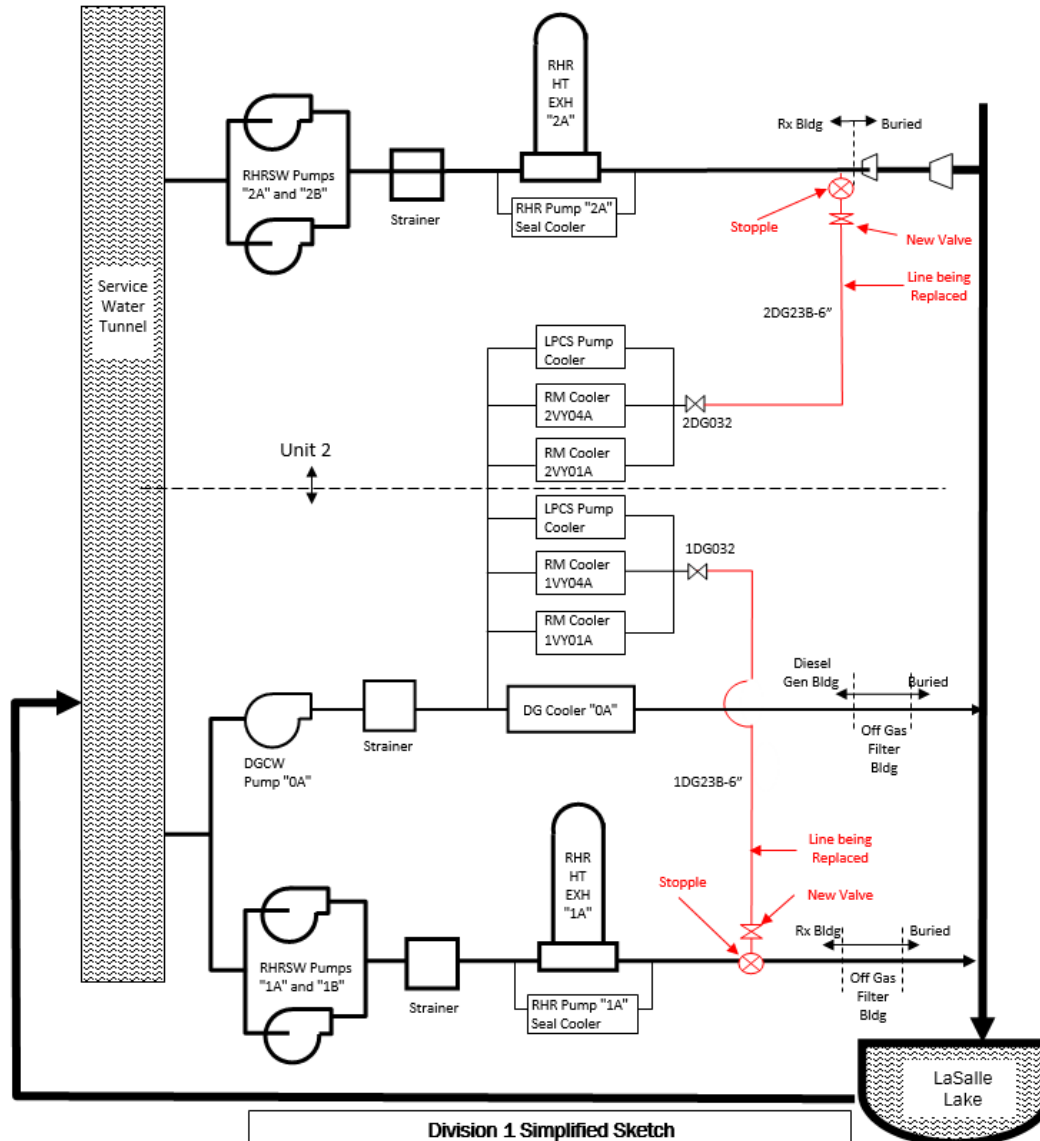 RHR
HT
EXH
"2A"
Rx Bldg
Buried
RHRSW Pumps
"2A" and "2B"
Strainer
RHR Pump "2A"
Seal Cooler
Stopple
New Valve
Service
Water
Tunnel
Line being
Replaced
2DG23B-6”
LPCS Pump
Cooler
RM Cooler
2VY04A
2DG032
Unit 2
RM Cooler
2VY01A
LPCS Pump
Cooler
1DG032
RM Cooler
1VY04A
RM Cooler
1VY01A
Diesel
Gen Bldg
Buried
DG Cooler "0A"
Strainer
Off Gas
Filter
Bldg
DGCW
Pump "0A"
1DG23B-6”
RHR
HT
EXH
"1A"
Line being
Replaced
Stopple
New Valve
Rx Bldg
Buried
RHRSW Pumps
"1A" and "1B"
Strainer
Off Gas
Filter
Bldg
RHR Pump "1A"
Seal Cooler
LaSalle
Lake
Division 1 Simplified Sketch